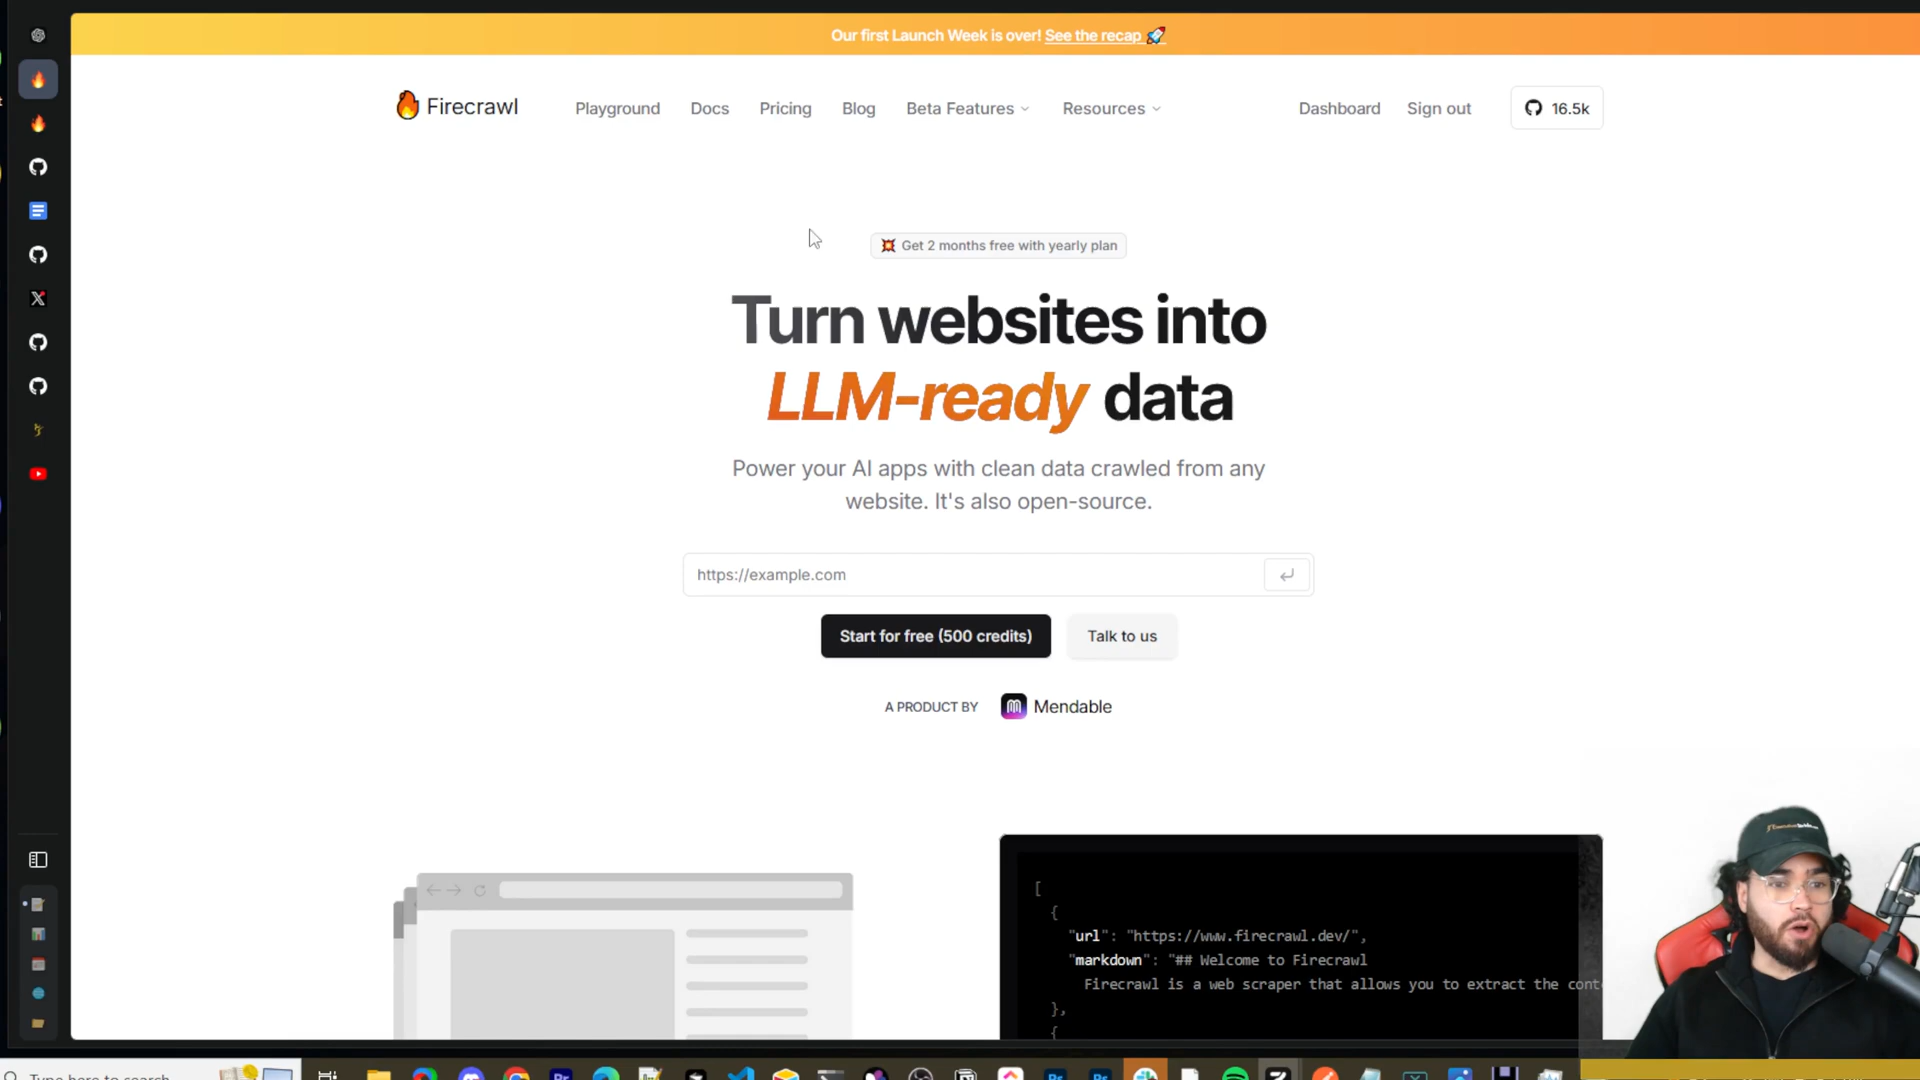 Our first Launch Week is over! See the recap 🚀
Firecrawl
Playground
Docs
Pricing
Blog
Beta Features
Resources
Dashboard
Sign out
16.5k
💥 Get 2 months free with yearly plan
Turn websites into
LLM-ready data
Power your AI apps with clean data crawled from any
website. It's also open-source.
https://example.com
Start for free (500 credits)
Talk to us
A PRODUCT BY
Mendable
[
{
"url": "https://www.firecrawl.dev/",
"markdown": "## Welcome to Firecrawl
Firecrawl is a web scraper that allows you to extract the cont
},
{
Type here to search